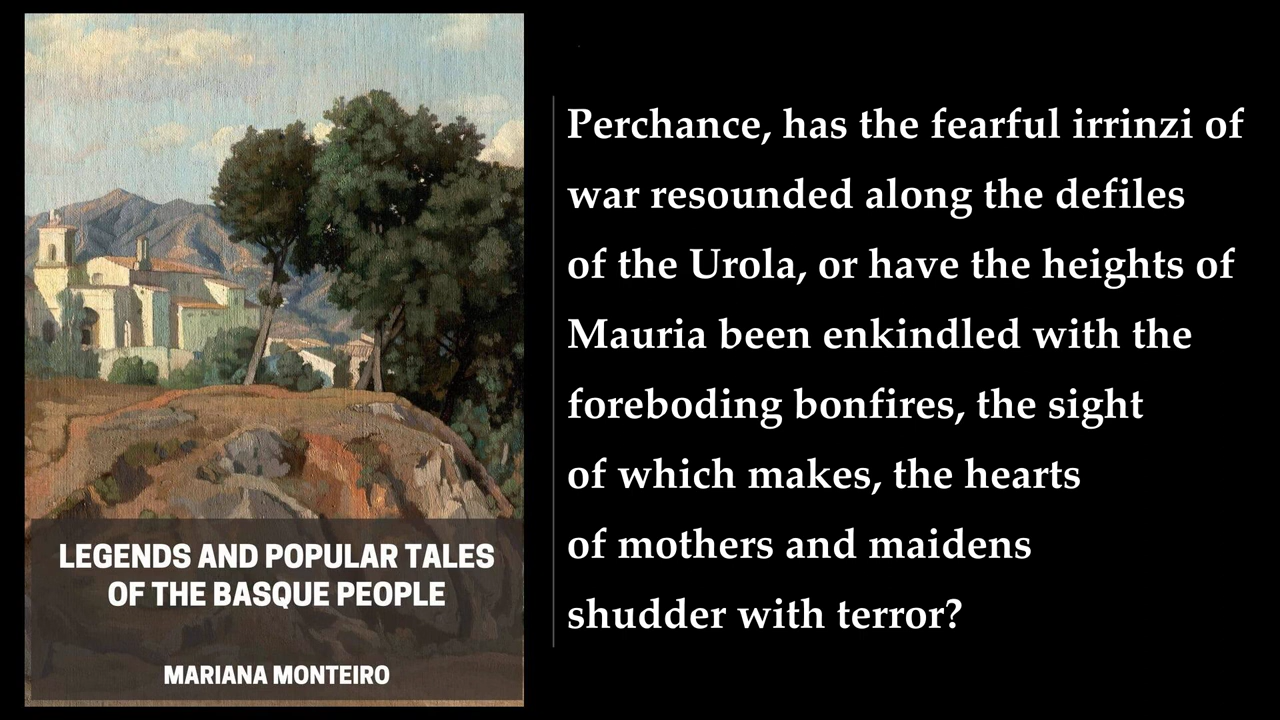 LEGENDS AND POPULAR TALES
OF THE BASQUE PEOPLE
MARIANA MONTEIRO
Perchance, has the fearful irrinzi of
war resounded along the defiles
of the Urola, or have the heights of
Mauria been enkindled with the
foreboding bonfires, the sight
of which makes, the hearts
of mothers and maidens
shudder with terror?